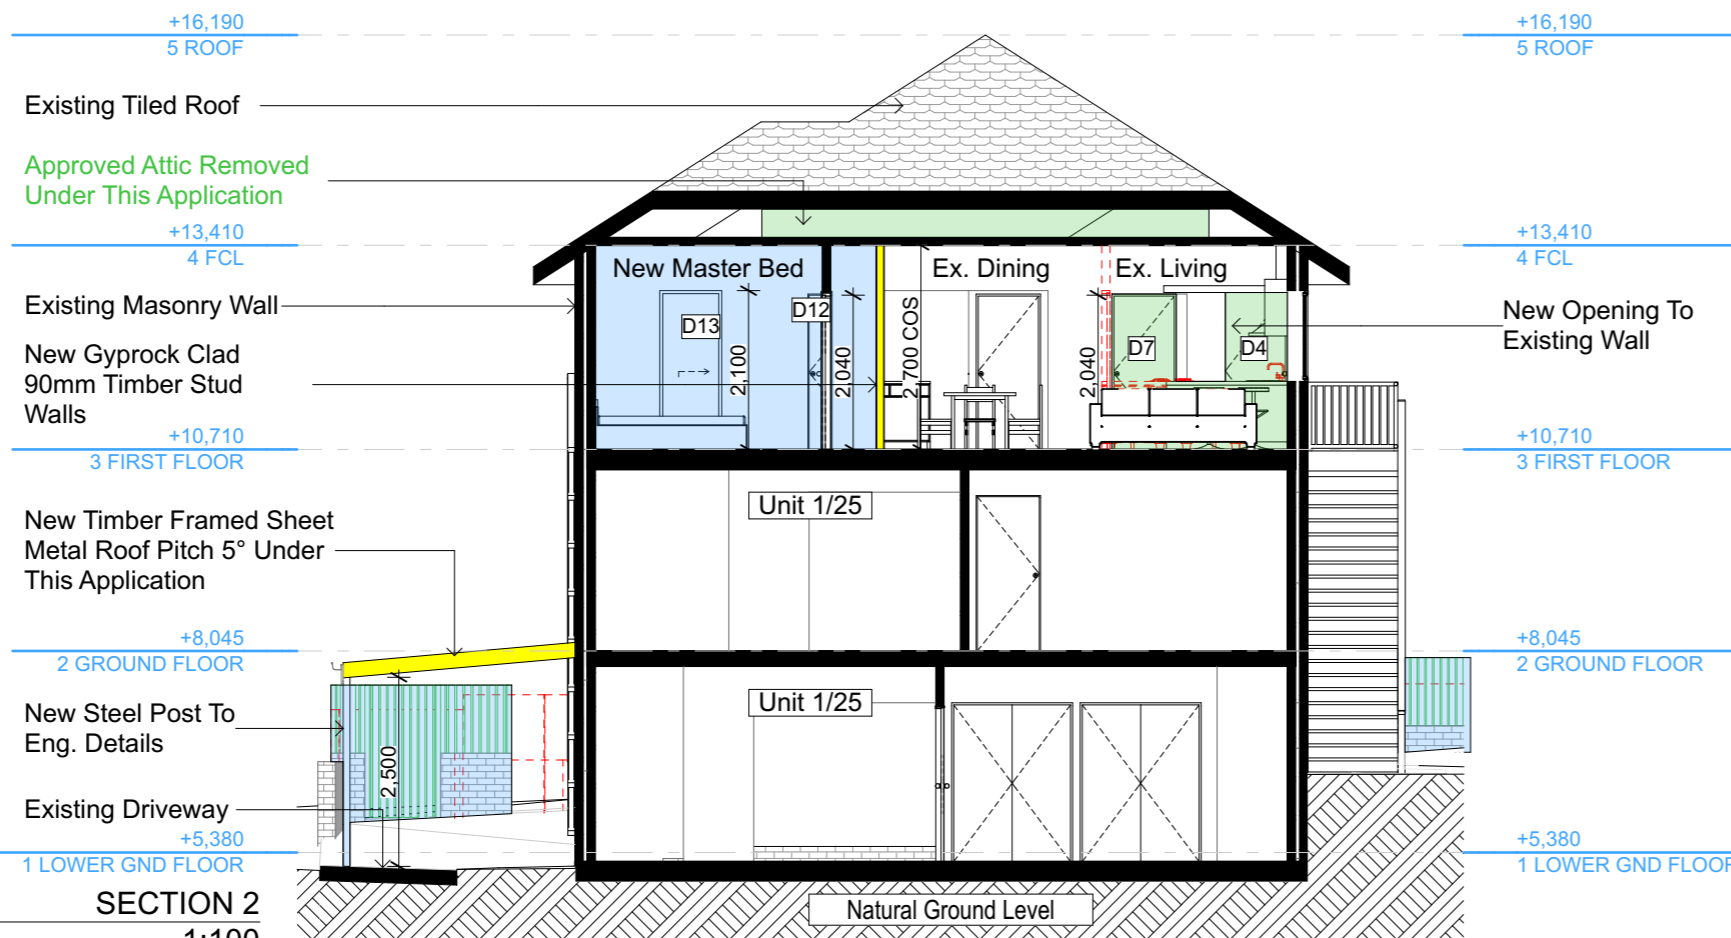 +16,190
5 ROOF
+16,190
5 ROOF
Existing Tiled Roof
Approved Attic Removed
Under This Application
+13,410
4 FCL
+13,410
4 FCL
New Master Bed
Ex. Dining
Ex. Living
Existing Masonry Wall
D13
D12
D7
D4
2,100
2,040
2,700 COS
2,040
New Opening To
Existing Wall
New Gyprock Clad
90mm Timber Stud
Walls
+10,710
3 FIRST FLOOR
+10,710
3 FIRST FLOOR
Unit 1/25
New Timber Framed Sheet
Metal Roof Pitch 5° Under
This Application
+8,045
2 GROUND FLOOR
+8,045
2 GROUND FLOOR
Unit 1/25
New Steel Post To
Eng. Details
2,500
Existing Driveway
+5,380
1 LOWER GND FLOOR
+5,380
1 LOWER GND FLOOR
SECTION 2
1:100
Natural Ground Level